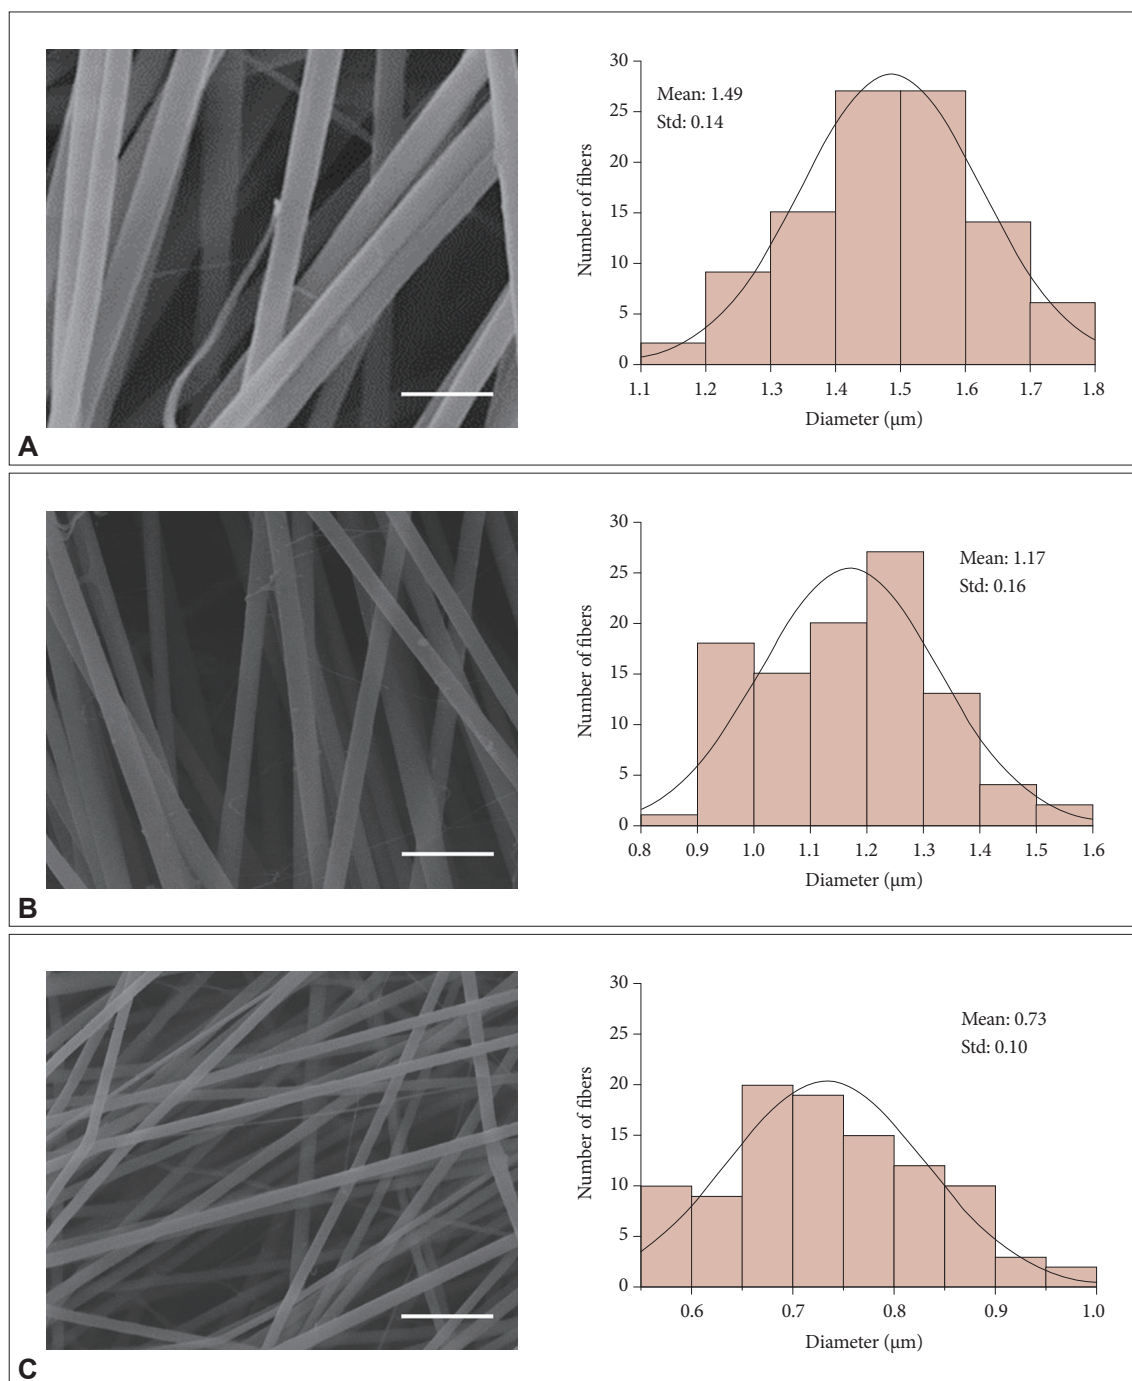 30
25
20
15
10
5
0
Number of fibers
Mean: 1.49
Std: 0.14
1.1 1.2 1.3 1.4 1.5 1.6 1.7 1.8
Diameter (μm)
A
30
25
20
15
10
5
0
Number of fibers
Mean: 1.17
Std: 0.16
0.8 0.9 1.0 1.1 1.2 1.3 1.4 1.5 1.6
Diameter (μm)
B
30
25
20
15
10
5
0
Number of fibers
Mean: 0.73
Std: 0.10
0.6 0.7 0.8 0.9 1.0
Diameter (μm)
C